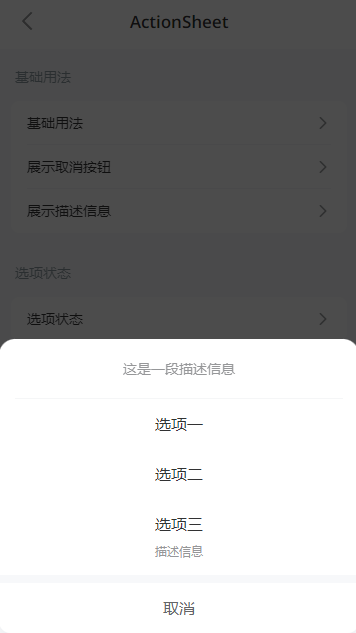 ActionSheet
基础用法
基础用法
展示取消按钮
展示描述信息
选项状态
选项状态
这是一段描述信息
选项一
选项二
选项三
描述信息
取消